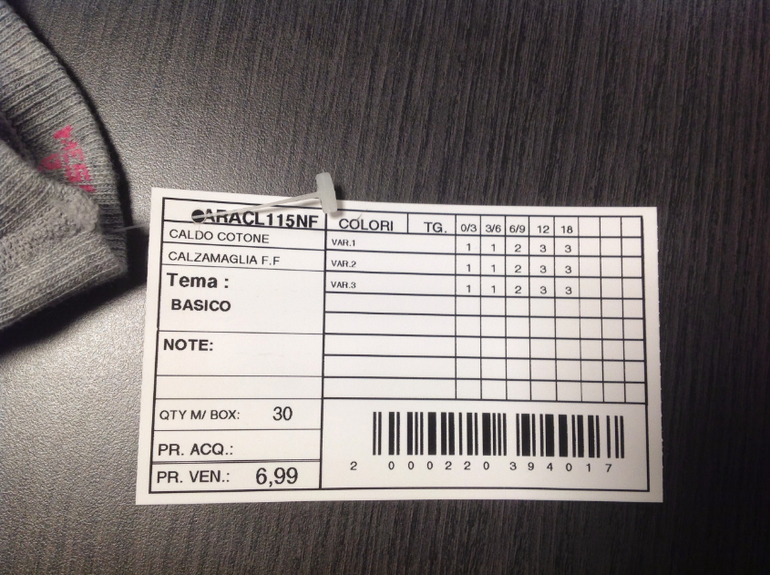 ARACL115NF COLORI TG. 0/3 3/6 6/9 12 18
CALDO COTONE VAR.1 1 1 2 3 3
CALZAMAGLIA F.F VAR.2 1 1 2 3 3
Tema : VAR.3 1 1 2 3 3
BASICO
NOTE:
QTY M/ BOX: 30
PR. ACQ.:
PR. VEN.: 6,99
2 000220 394017